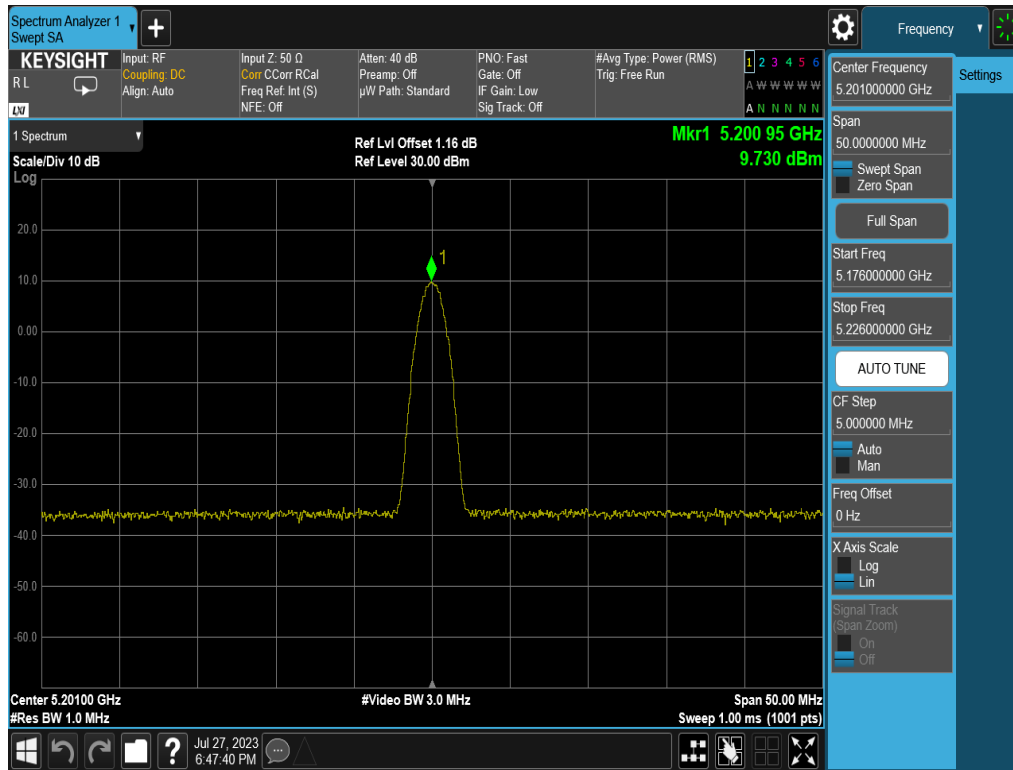 Spectrum Analyzer 1
Swept SA
+
Frequency
KEYSIGHT
R L
LXI
Input: RF
Coupling: DC
Align: Auto
Input Z: 50 Ω
Corr CCorr RCal
Freq Ref: Int (S)
NFE: Off
Atten: 40 dB
Preamp: Off
µW Path: Standard
PNO: Fast
Gate: Off
IF Gain: Low
Sig Track: Off
#Avg Type: Power (RMS)
Trig: Free Run
1 2 3 4 5 6
A W W W W W
A N N N N N
1 Spectrum
Scale/Div 10 dB
Log
Ref Lvl Offset 1.16 dB
Ref Level 30.00 dBm
Mkr1 5.200 95 GHz
9.730 dBm
1
20.0
10.0
0.00
-10.0
-20.0
-30.0
-40.0
-50.0
-60.0
Center 5.20100 GHz
#Res BW 1.0 MHz
#Video BW 3.0 MHz
Span 50.00 MHz
Sweep 1.00 ms (1001 pts)
Center Frequency
5.201000000 GHz
Settings
Span
50.0000000 MHz
Swept Span
Zero Span
Full Span
Start Freq
5.176000000 GHz
Stop Freq
5.226000000 GHz
AUTO TUNE
CF Step
5.000000 MHz
Auto
Man
Freq Offset
0 Hz
X Axis Scale
Log
Lin
Signal Track
(Span Zoom)
On
Off
?
Jul 27, 2023
6:47:40 PM